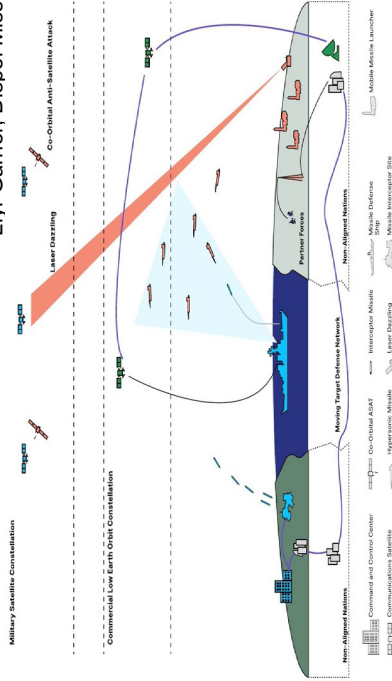 Military Satellite Constellation
Co-Orbital Anti-Satellite Attack
Laser Dazzling
Commercial Low Earth Orbit Constellation
Partner Forces
Non-Aligned Nations
Moving Target Defense Network
Non-Aligned Nations
Command and Control Center
Co-Orbital ASAT
Interceptor Missile
Missile Defense
Ship
Mobile Missile Launcher
Communications Satellite
Hypersonic Missile
Laser Dazzling
Missile Interceptor Site